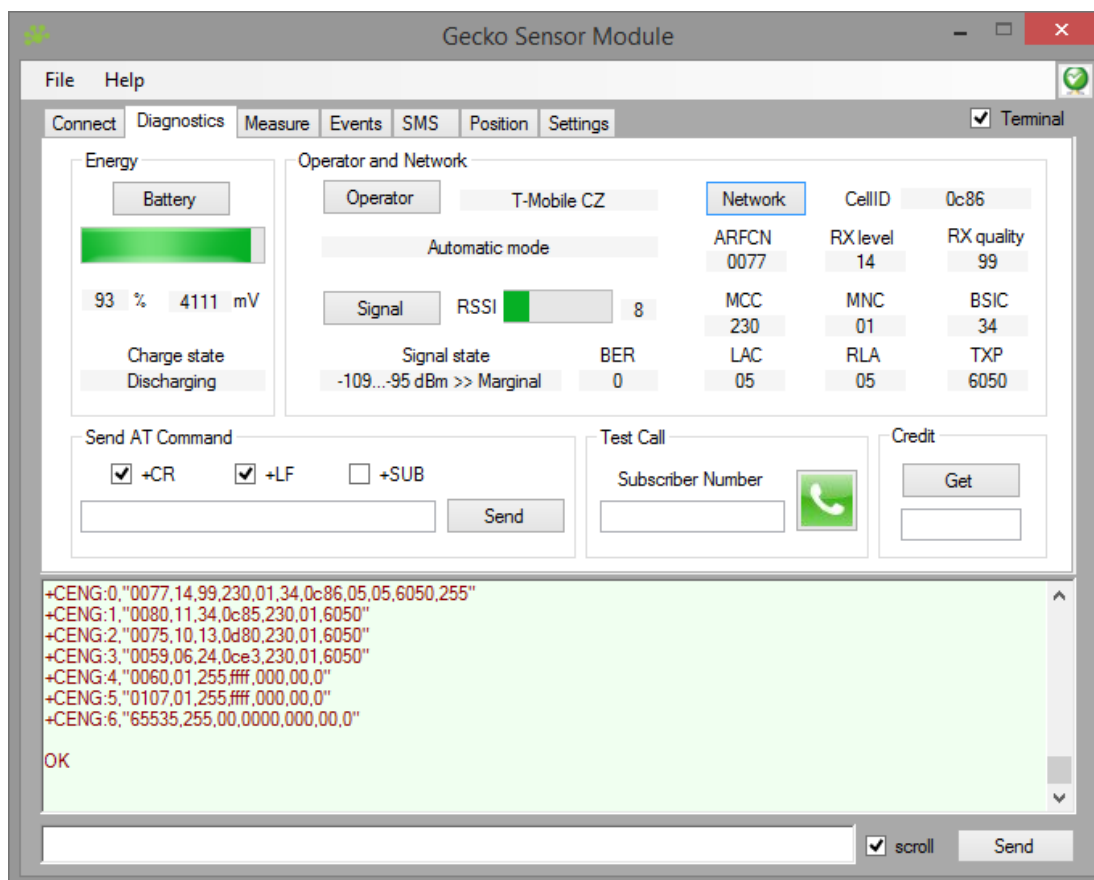 Gecko Sensor Module
File Help
Connect Diagnostics Measure Events SMS Position Settings Terminal
Energy
Battery
93 % 4111 mV
Charge state
Discharging
Operator and Network
Operator T-Mobile CZ Network CellID 0c86
Automatic mode
ARFCN RX level RX quality
0077 14 99
Signal RSSI 8
MCC MNC BSIC
230 01 34
Signal state BER LAC RLA TXP
-109...-95 dBm >> Marginal 0 05 05 6050
Send AT Command
+CR +LF +SUB
Send
Test Call
Subscriber Number
Credit
Get
+CENG:0,"0077,14,99,230,01,34,0c86,05,05,6050,255"
+CENG:1,"0080,11,34,0c85,230,01,6050"
+CENG:2,"0075,10,13,0d80,230,01,6050"
+CENG:3,"0059,06,24,0ce3,230,01,6050"
+CENG:4,"0060,01,255,ffff,000,00,0"
+CENG:5,"0107,01,255,ffff,000,00,0"
+CENG:6,"65535,255,00,0000,000,00,0"
OK
scroll Send